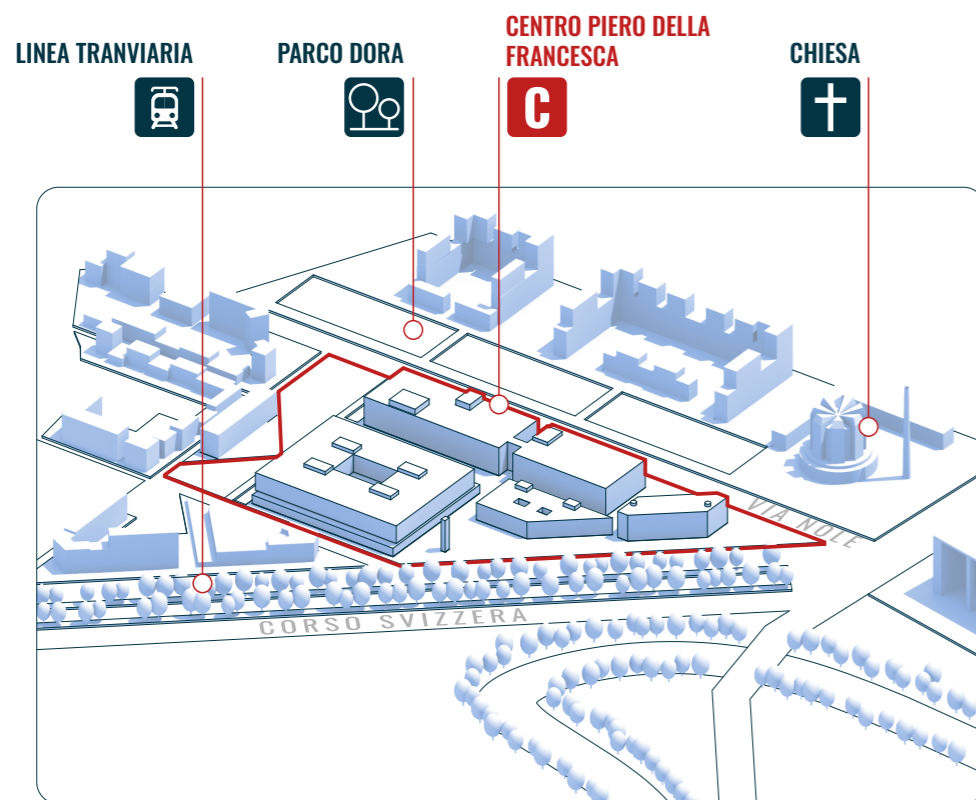 LINEA TRANVIARIA
PARCO DORA
CENTRO PIERO DELLA
FRANCESCA
CHIESA
C
VIA NOLE
CORSO SVIZZERA